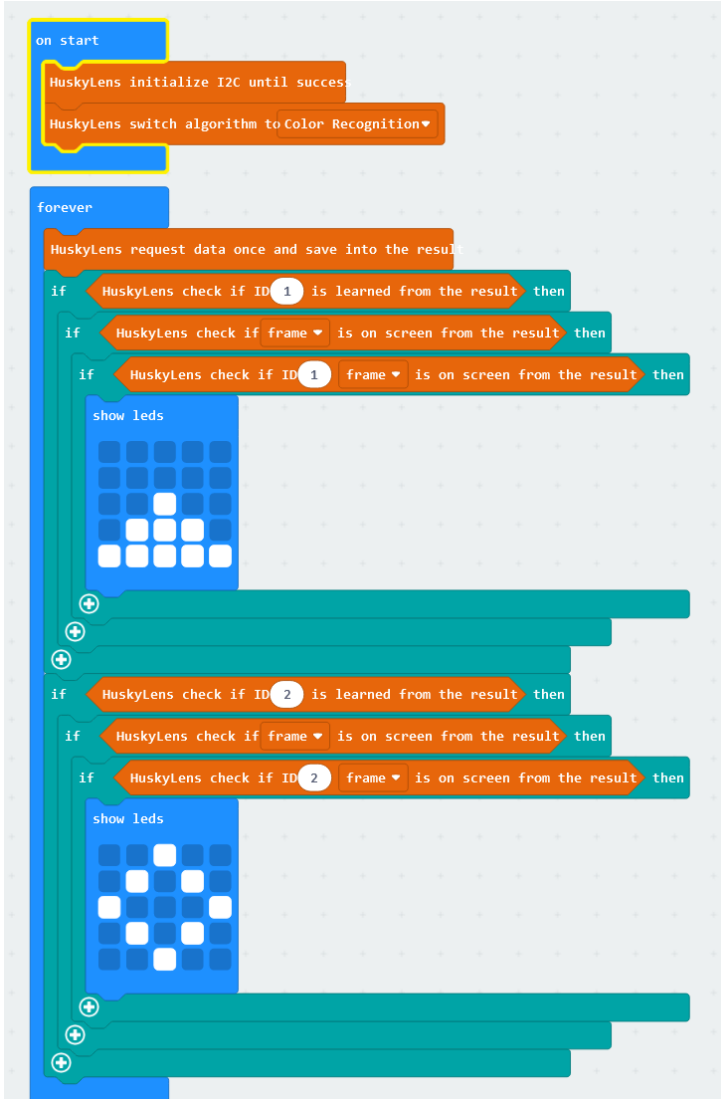 on start
HuskyLens initialize I2C until succes
HuskyLens switch algorithm to Color Recognition
forever
HuskyLens request data once and save into the result
if HuskyLens check if ID 1 is learned from the result then
if HuskyLens check if frame is on screen from the result then
if HuskyLens check if ID 1 frame is on screen from the result then
show leds
if HuskyLens check if ID 2 is learned from the result then
if HuskyLens check if frame is on screen from the result then
if HuskyLens check if ID 2 frame is on screen from the result then
show leds